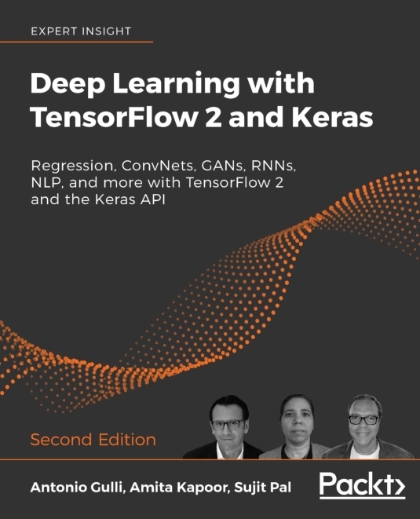 EXPERT INSIGHT
Deep Learning with
TensorFlow 2 and Keras
Regression, ConvNets, GANs, RNNs,
NLP, and more with TensorFlow 2
and the Keras API
Second Edition
Antonio Gulli, Amita Kapoor, Sujit Pal
Packt>